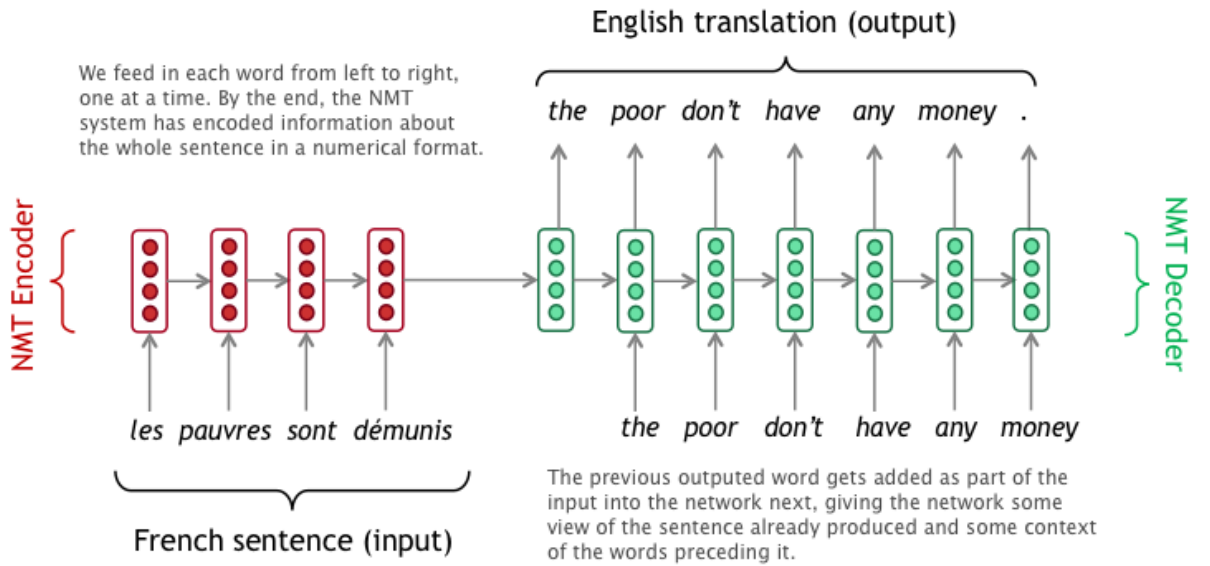 English translation (output)
We feed in each word from left to right,
one at a time. By the end, the NMT
system has encoded information about
the whole sentence in a numerical format.
the poor don't have any money .
NMT Encoder
NMT Decoder
les pauvres sont démunis
the poor don't have any money
French sentence (input)
The previous outputed word gets added as part of the
input into the network next, giving the network some
view of the sentence already produced and some context
of the words preceding it.